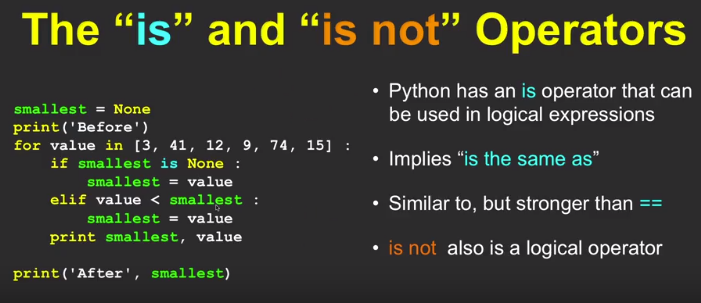 The “is” and “is not” Operators
smallest = None
print('Before')
for value in [3, 41, 12, 9, 74, 15] :
    if smallest is None :
        smallest = value
    elif value < smallest :
        smallest = value
    print smallest, value
print('After', smallest)
• Python has an is operator that can
be used in logical expressions
• Implies “is the same as”
• Similar to, but stronger than ==
• is not also is a logical operator